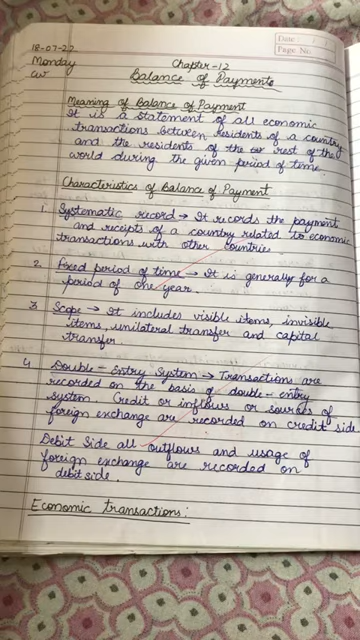 Date
Page No.
18-07-22
Monday
CW
Chapter-12
Balance of Payments
Meaning of Balance of Payment
It is a statement of all economic
transactions between residents of a country
and the residents of the rest of the
world during the given period of time.
Characteristics of Balance of Payment
1. Systematic record → It records the payment
and receipts of a country related to economic
transactions with other countries
2. Fixed period of time → It is generally for a
period of one year.
3 Scope → It includes visible items, invisible
items, unilateral transfer and capital
transfer
4 Double-Entry System → Transactions are
recorded on the basis of double-entry
system. Credit or inflows or sources of
foreign exchange are recorded on credit side
Debit Side all outflows and usage of
foreign exchange are recorded on
debit side.
Economic transactions: